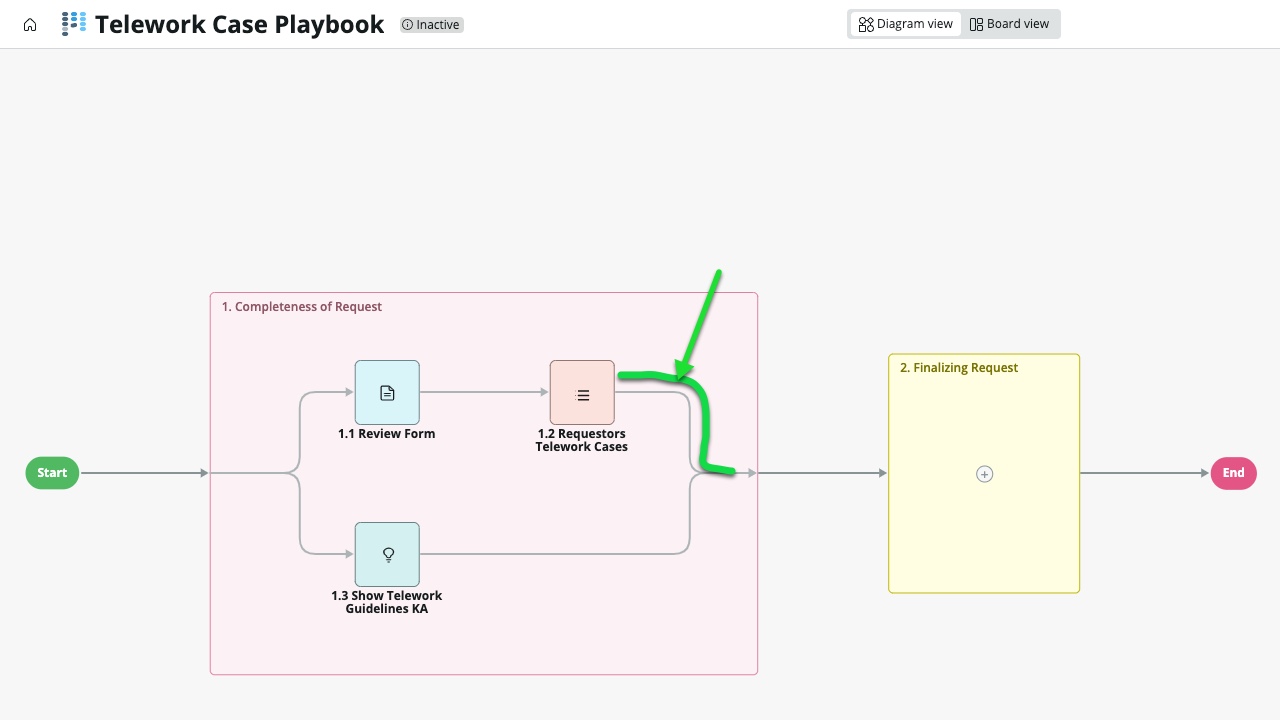 Telework Case Playbook
Inactive
Diagram view
Board view
1. Completeness of Request
2. Finalizing Request
1.1 Review Form
1.2 Requestors
Telework Cases
Start
End
1.3 Show Telework
Guidelines KA